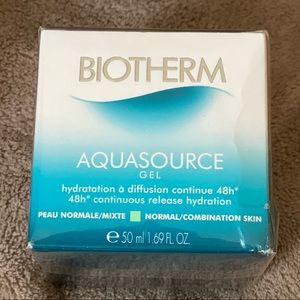 BIOTHERM
AQUASOURCE
GEL
hydratation à diffusion continue 48h*
48h* continuous release hydration
PEAU NORMALE/MIXTE NORMAL/COMBINATION SKIN
℮ 50 ml 1.69 FL.OZ.